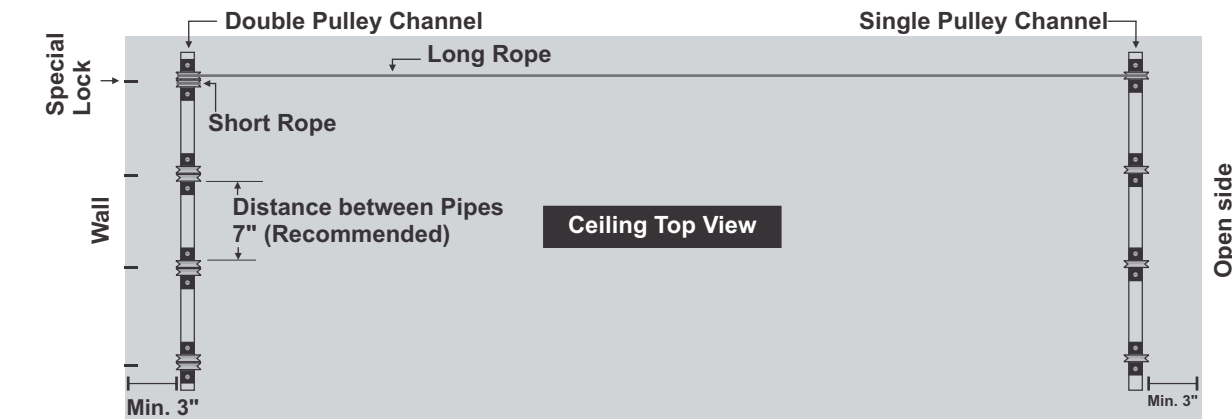 Double Pulley Channel
Single Pulley Channel
Special
Lock
Long Rope
Short Rope
Wall
Distance between Pipes
7" (Recommended)
Ceiling Top View
Open side
Min. 3"
Min. 3"